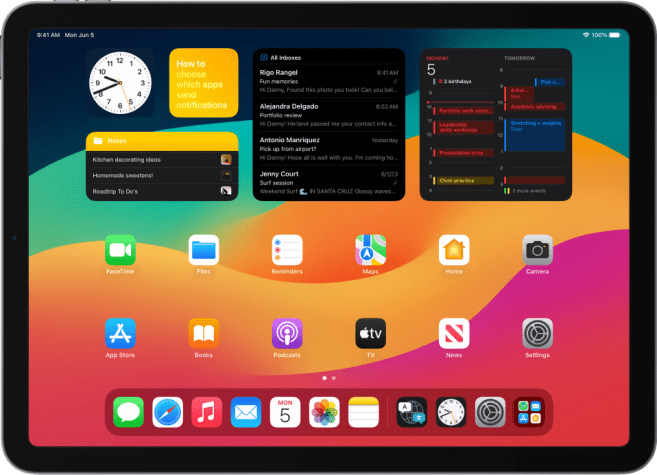 9:41 AM Mon Jun 5
100%
How to
choose
which apps
send
notifications
Notes
Kitchen decorating ideas
Homemade sweetens!
Roadtrip To Do's
All Inboxes
Rigo Rangel 9:41 AM
Fun memories
Hi Danny, Found this photo you took! Can you bel...
Alejandra Delgado 8:02 AM
Portfolio review
Hi Danny! Herland passed me your contact info e...
Antonio Manriquez Yesterday
Pick up from airport?
Hi Danny! Hope all is well with you. I'm coming ho...
Jenny Court 6/1/23
Surf session
Weekend Surf 🌊 IN SANTA CRUZ Glassy waves...
MONDAY
5
2 birthdays
Portfolio work sessi...
Leadership
skills workshop
Presentation prep
Choir practice
TOMORROW
Artist...
Academic advising
Stretching + weights
2 more events
FaceTime
Files
Reminders
Maps
Home
Camera
App Store
Books
Podcasts
tv
TV
News
Settings
MON
5